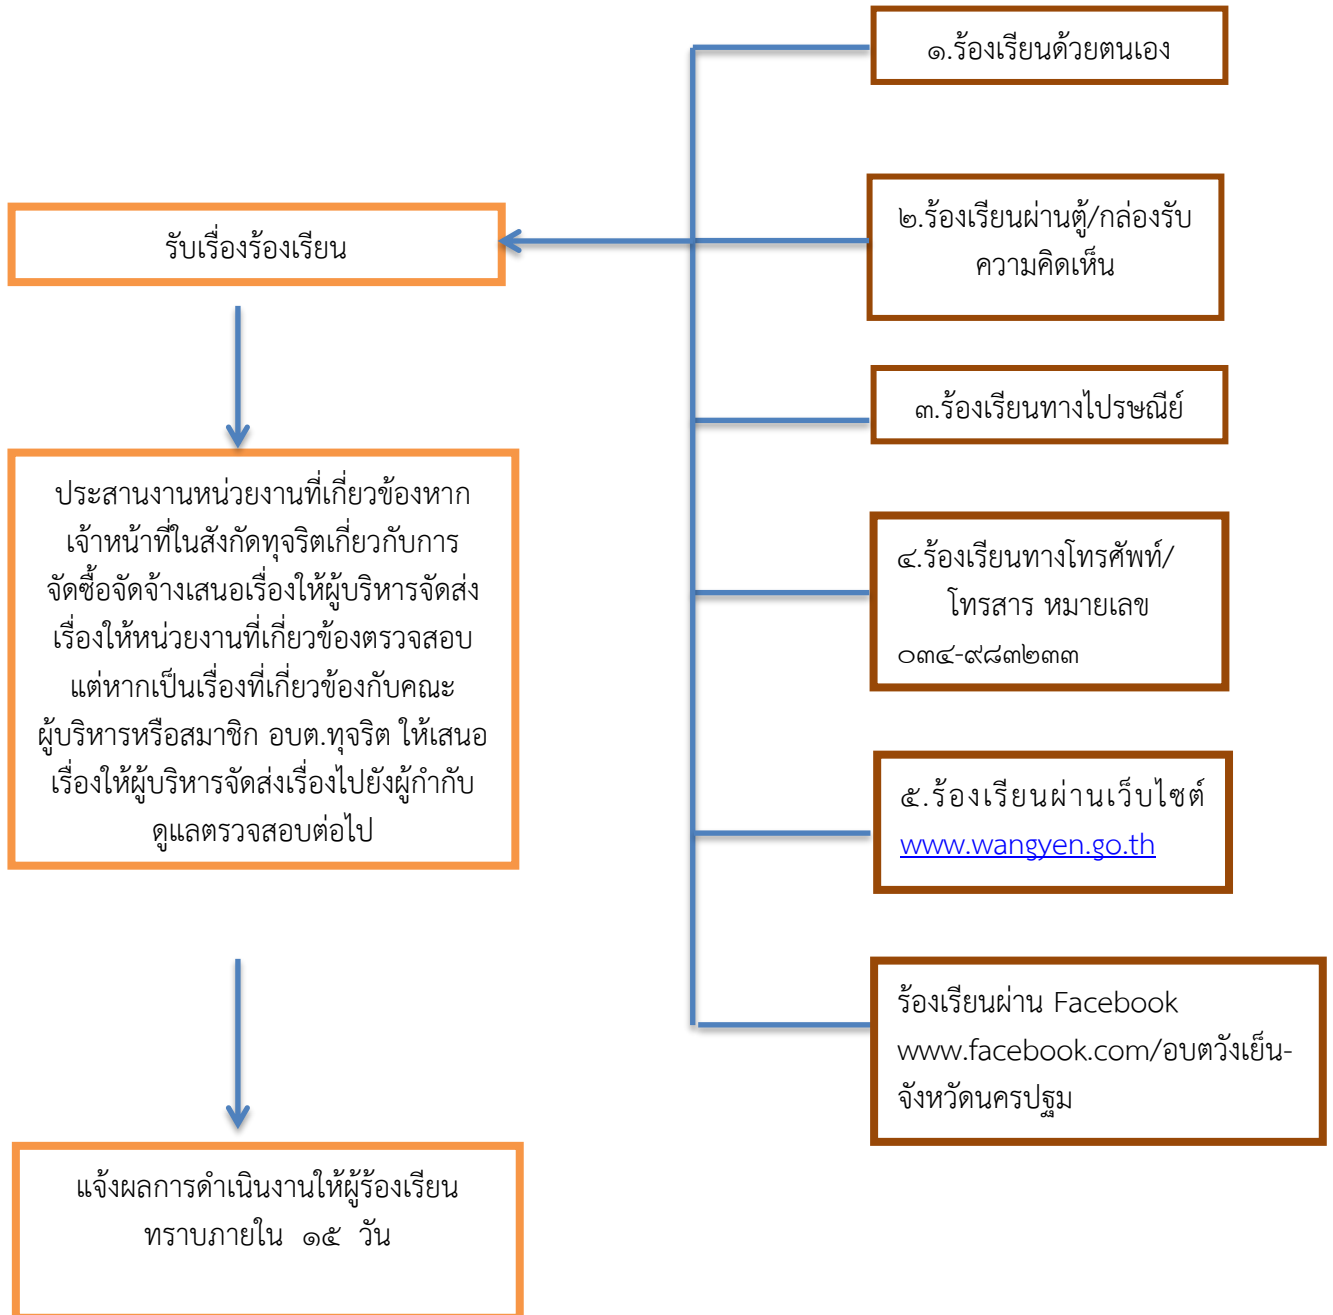 ๑.ร้องเรียนด้วยตนเอง
๒.ร้องเรียนผ่านตู้/กล่องรับ
ความคิดเห็น
รับเรื่องร้องเรียน
๓.ร้องเรียนทางไปรษณีย์
ประสานงานหน่วยงานที่เกี่ยวข้องหาก
เจ้าหน้าที่ในสังกัดทุจริตเกี่ยวกับการ
จัดซื้อจัดจ้างเสนอเรื่องให้ผู้บริหารจัดส่ง
เรื่องให้หน่วยงานที่เกี่ยวข้องตรวจสอบ
แต่หากเป็นเรื่องที่เกี่ยวข้องกับคณะ
ผู้บริหารหรือสมาชิก อบต.ทุจริต ให้เสนอ
เรื่องให้ผู้บริหารจัดส่งเรื่องไปยังผู้กำกับ
ดูแลตรวจสอบต่อไป
๔.ร้องเรียนทางโทรศัพท์/
โทรสาร หมายเลข
๐๓๔-๙๘๓๒๓๓
๕.ร้องเรียนผ่านเว็บไซต์
www.wangyen.go.th
ร้องเรียนผ่าน Facebook
www.facebook.com/อบตวังเย็น-
จังหวัดนครปฐม
แจ้งผลการดำเนินงานให้ผู้ร้องเรียน
ทราบภายใน ๑๕ วัน